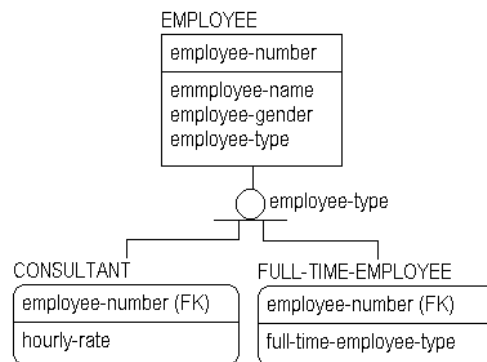 EMPLOYEE
employee-number
emmployee-name
employee-gender
employee-type
employee-type
CONSULTANT
employee-number (FK)
hourly-rate
FULL-TIME-EMPLOYEE
employee-number (FK)
full-time-employee-type